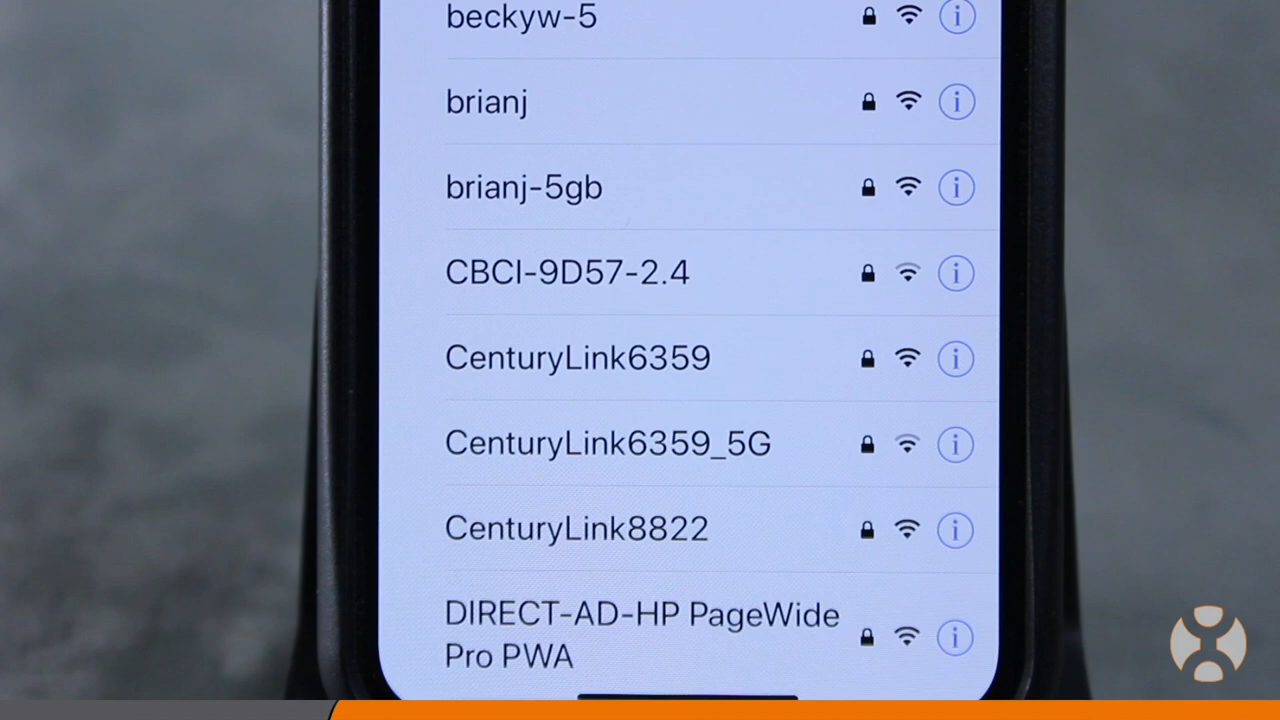 beckyw-5
brianj
brianj-5gb
CBCI-9D57-2.4
CenturyLink6359
CenturyLink6359_5G
CenturyLink8822
DIRECT-AD-HP PageWide
Pro PWA